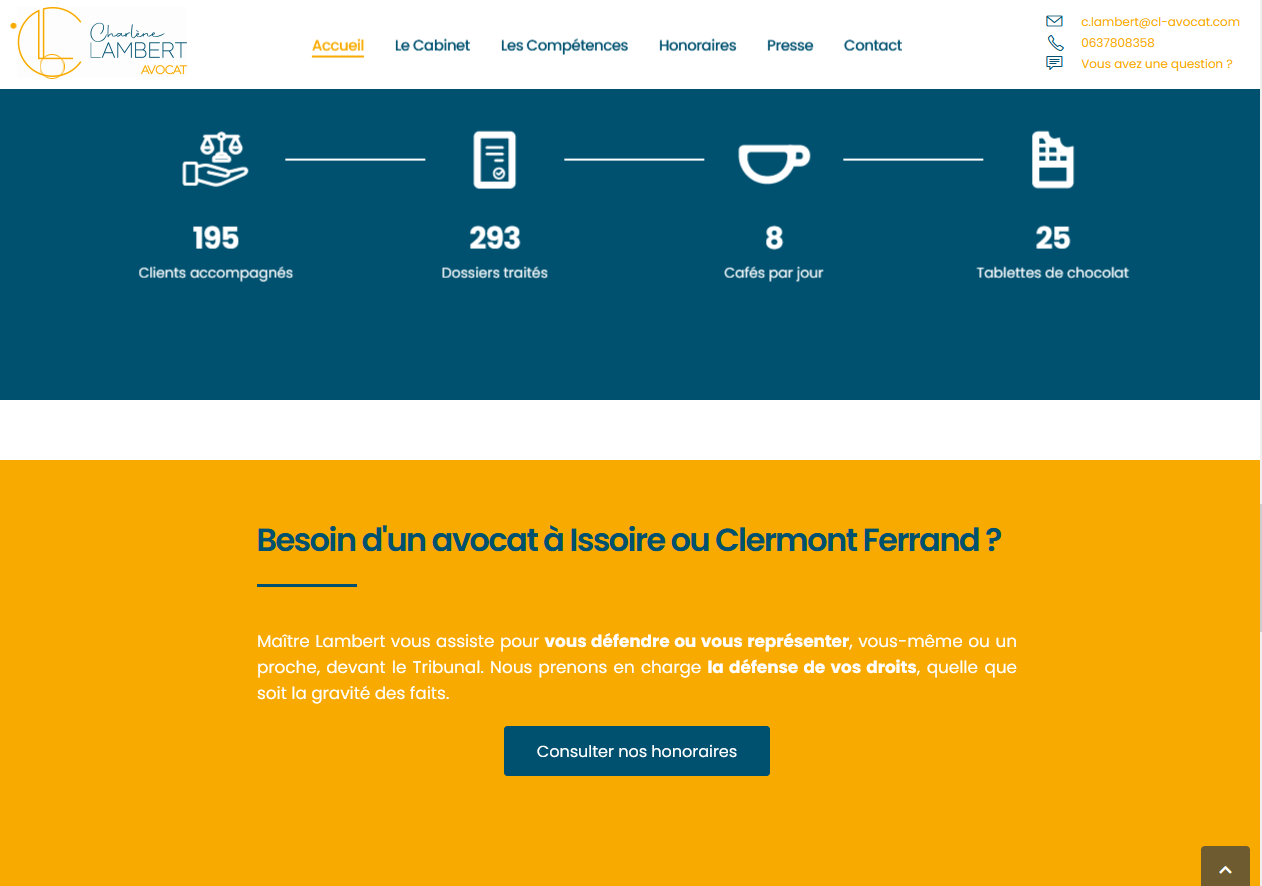 Charlène
LAMBERT
AVOCAT
Accueil Le Cabinet Les Compétences Honoraires Presse Contact
c.lambert@cl-avocat.com
0637808358
Vous avez une question ?
195 293 8 25
Clients accompagnés Dossiers traités Cafés par jour Tablettes de chocolat
Besoin d'un avocat à Issoire ou Clermont Ferrand ?
Maître Lambert vous assiste pour vous défendre ou vous représenter, vous-même ou un
proche, devant le Tribunal. Nous prenons en charge la défense de vos droits, quelle que
soit la gravité des faits.
Consulter nos honoraires